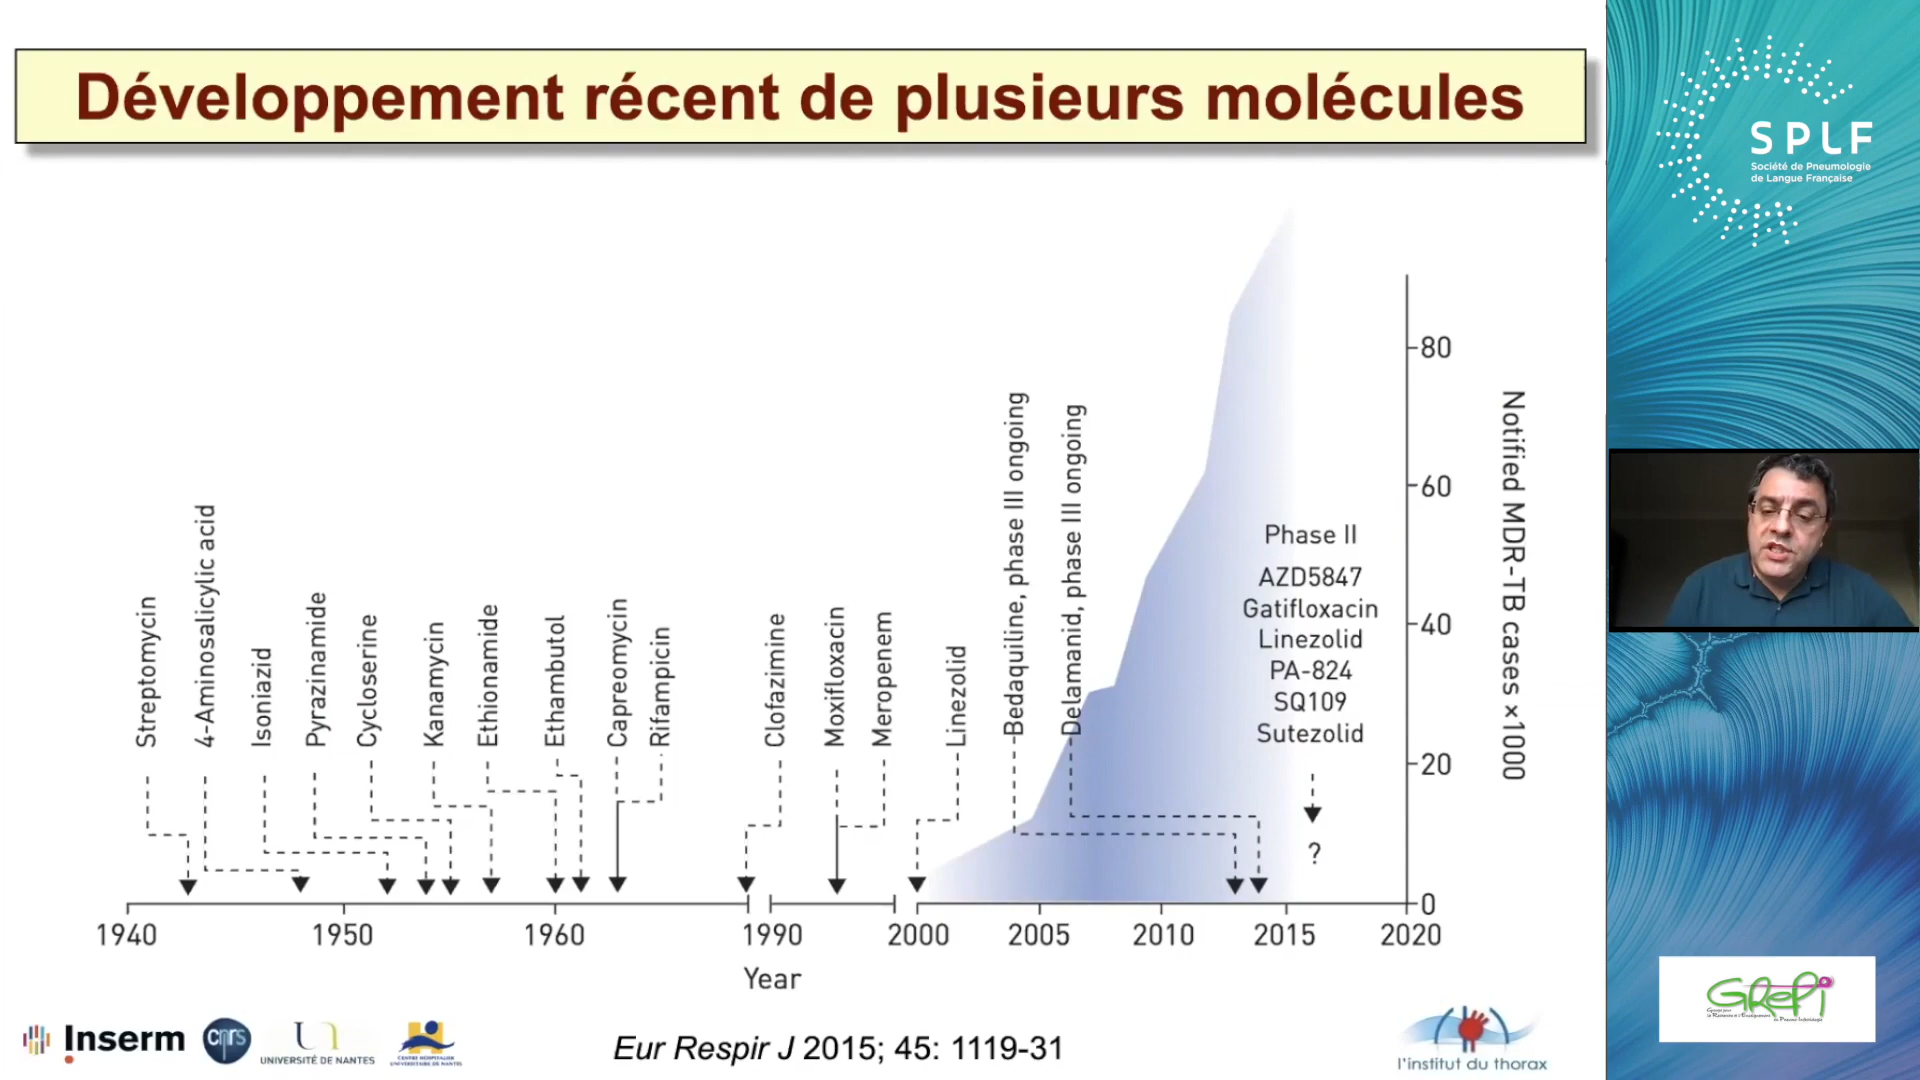 Développement récent de plusieurs molécules
SPLF
Société de Pneumologie
de Langue Française
Streptomycin
4-Aminosalicylic acid
Isoniazid
Pyrazinamide
Cycloserine
Kanamycin
Ethionamide
Ethambutol
Capreomycin
Rifampicin
Clofazimine
Moxifloxacin
Meropenem
Linezolid
Bedaquiline, phase III ongoing
Delamanid, phase III ongoing
Phase II
AZD5847
Gatifloxacin
Linezolid
PA-824
SQ109
Sutezolid
?
80
60
40
20
0
Notified MDR-TB cases ×1000
1940 1950 1960 1990 2000 2005 2010 2015 2020
Year
Inserm
cnrs
UNIVERSITÉ DE NANTES
CENTRE HOSPITALIER
UNIVERSITAIRE DE NANTES
Eur Respir J 2015; 45: 1119-31
l'institut du thorax
GREPI